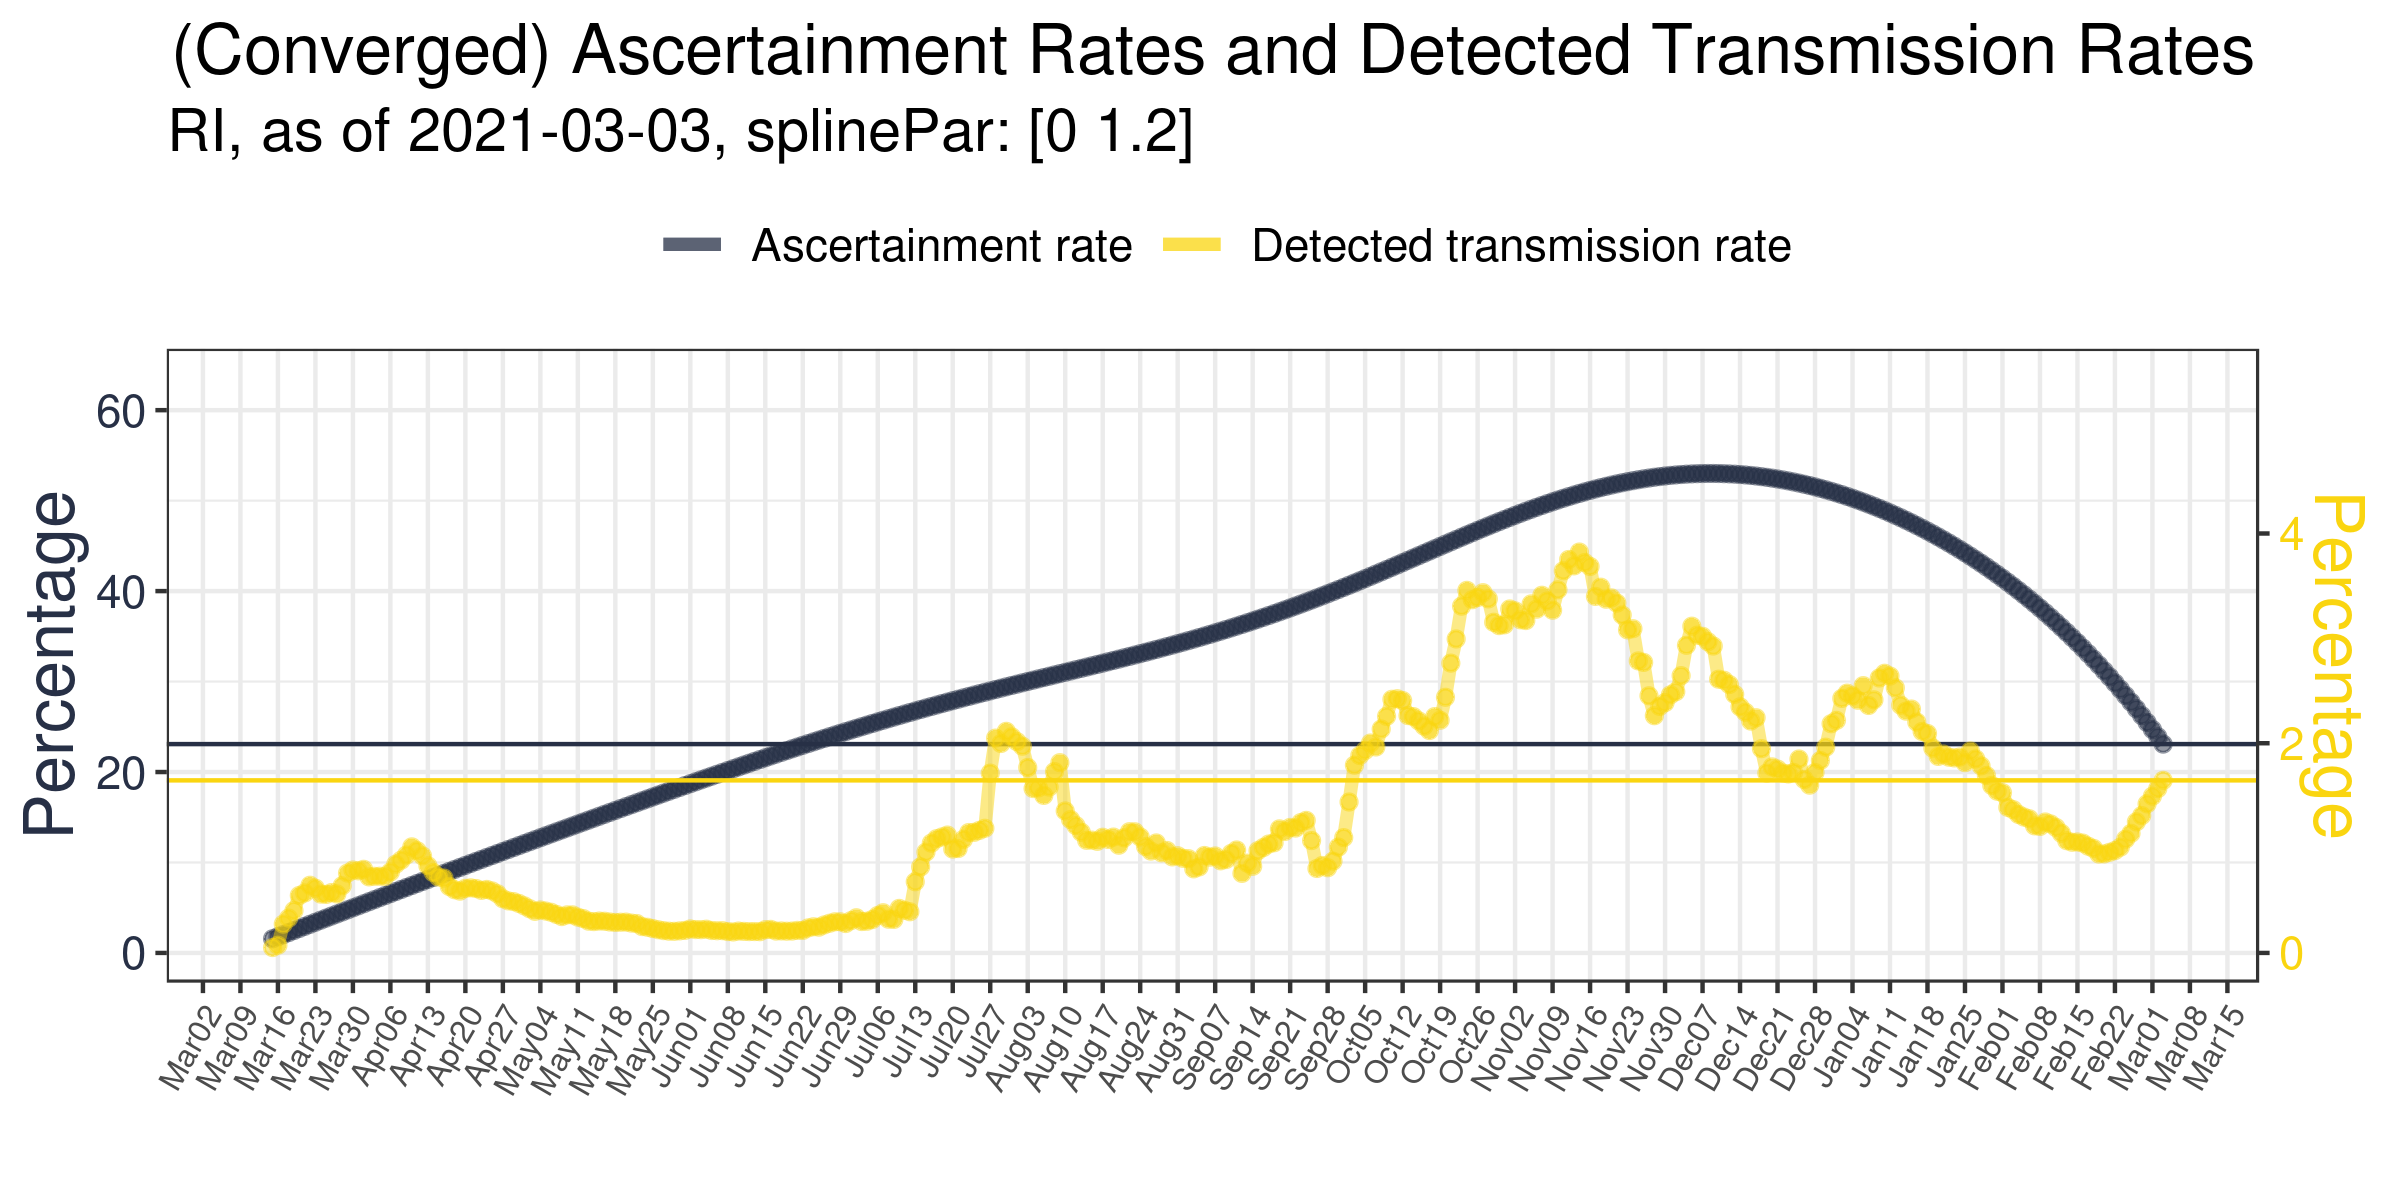 (Converged) Ascertainment Rates and Detected Transmission Rates
RI, as of 2021-03-03, splinePar: [0 1.2]
Ascertainment rate Detected transmission rate
Percentage
60
40
20
0
4
2
0
Percentage
Mar02 Mar09 Mar16 Mar23 Mar30 Apr06 Apr13 Apr20 Apr27 May04 May11 May18 May25 Jun01 Jun08 Jun15 Jun22 Jun29 Jul06 Jul13 Jul20 Jul27 Aug03 Aug10 Aug17 Aug24 Aug31 Sep07 Sep14 Sep21 Sep28 Oct05 Oct12 Oct19 Oct26 Nov02 Nov09 Nov16 Nov23 Nov30 Dec07 Dec14 Dec21 Dec28 Jan04 Jan11 Jan18 Jan25 Feb01 Feb08 Feb15 Feb22 Mar01 Mar08 Mar15